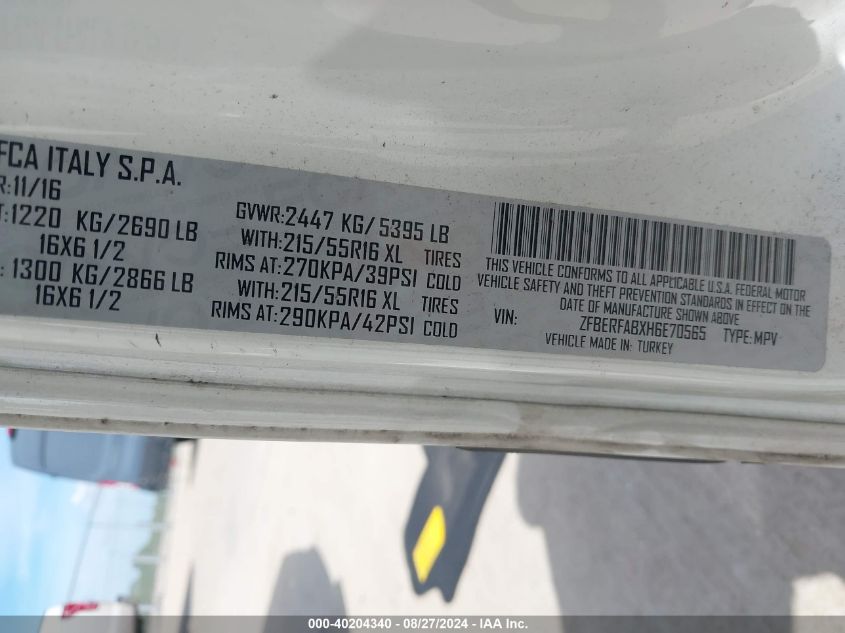 FCA ITALY S.P.A.
R:11/16
T:1220 KG/2690 LB
16X6 1/2
: 1300 KG/2866 LB
16X6 1/2
GVWR:2447 KG/5395 LB
WITH:215/55R16 XL TIRES
RIMS AT:270KPA/39PSI COLD
WITH:215/55R16 XL TIRES
RIMS AT:290KPA/42PSI COLD
THIS VEHICLE CONFORMS TO ALL APPLICABLE U.S.A. FEDERAL MOTOR
VEHICLE SAFETY AND THEFT PREVENTION STANDARDS IN EFFECT ON THE
DATE OF MANUFACTURE SHOWN ABOVE
VIN: ZFBERFABXH6E70565 TYPE:MPV
VEHICLE MADE IN: TURKEY
000-40204340 - 08/27/2024 - IAA Inc.